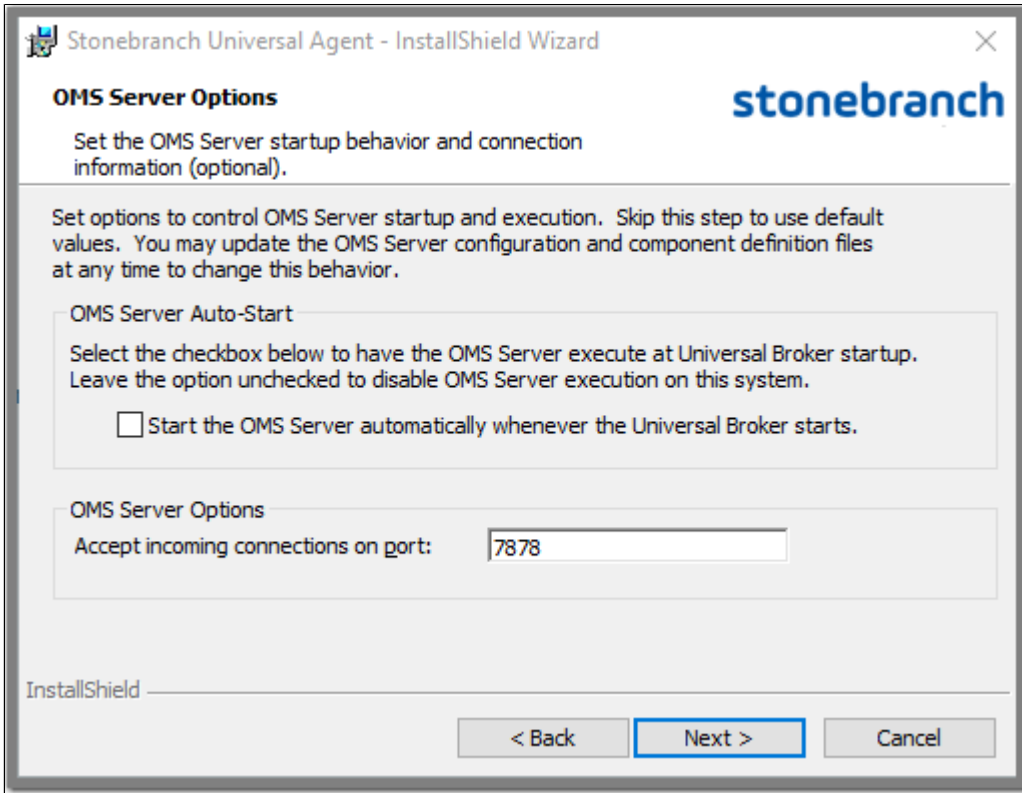 Stonebranch Universal Agent - InstallShield Wizard
OMS Server Options
stonebranch
Set the OMS Server startup behavior and connection
information (optional).
Set options to control OMS Server startup and execution.  Skip this step to use default
values.  You may update the OMS Server configuration and component definition files
at any time to change this behavior.
OMS Server Auto-Start
Select the checkbox below to have the OMS Server execute at Universal Broker startup.
Leave the option unchecked to disable OMS Server execution on this system.
Start the OMS Server automatically whenever the Universal Broker starts.
OMS Server Options
Accept incoming connections on port: 7878
InstallShield
< Back Next > Cancel